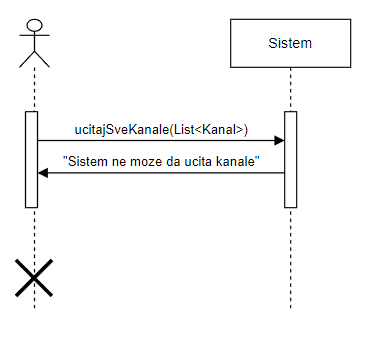 Sistem
ucitajSveKanale(List<Kanal>)
"Sistem ne moze da ucita kanale"